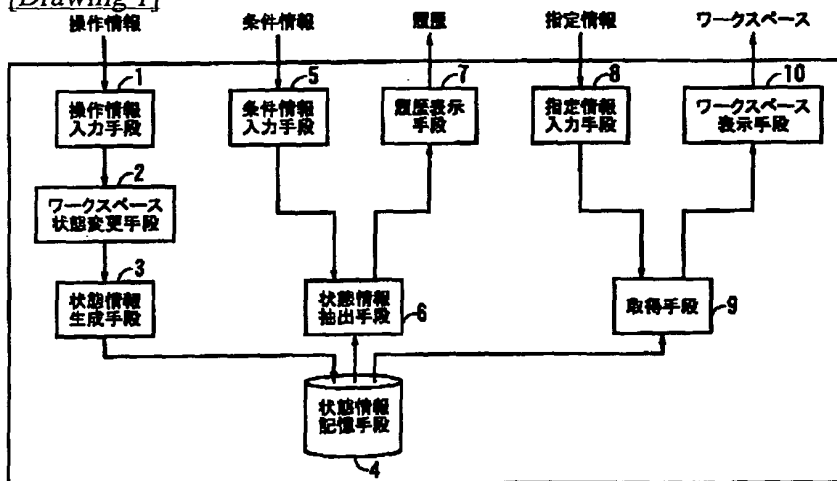 [Drawing 1]
操作情報
条件情報
履歴
指定情報
ワークスペース
1
5
7
8
10
操作情報
入力手段
条件情報
入力手段
履歴表示
手段
指定情報
入力手段
ワークスペース
表示手段
2
ワークスペース
状態変更手段
3
状態情報
生成手段
状態情報
抽出手段
6
取得手段
9
状態情報
記憶手段
4